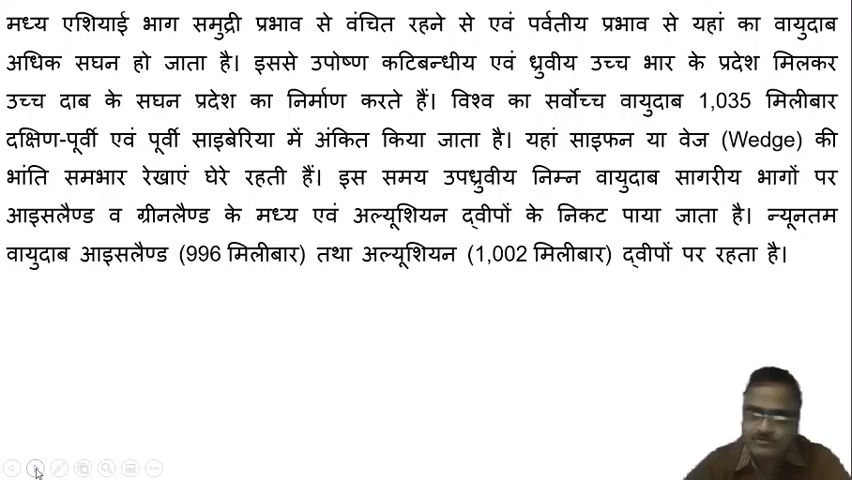 मध्य एशियाई भाग समुद्री प्रभाव से वंचित रहने से एवं पर्वतीय प्रभाव से यहां का वायुदाब
अधिक सघन हो जाता है। इससे उपोष्ण कटिबन्धीय एवं ध्रुवीय उच्च भार के प्रदेश मिलकर
उच्च दाब के सघन प्रदेश का निर्माण करते हैं। विश्व का सर्वोच्च वायुदाब 1,035 मिलीबार
दक्षिण-पूर्वी एवं पूर्वी साइबेरिया में अंकित किया जाता है। यहां साइफन या वेज (Wedge) की
भांति समभार रेखाएं घेरे रहती हैं। इस समय उपध्रुवीय निम्न वायुदाब सागरीय भागों पर
आइसलैण्ड व ग्रीनलैण्ड के मध्य एवं अल्यूशियन द्वीपों के निकट पाया जाता है। न्यूनतम
वायुदाब आइसलैण्ड (996 मिलीबार) तथा अल्यूशियन (1,002 मिलीबार) द्वीपों पर रहता है।